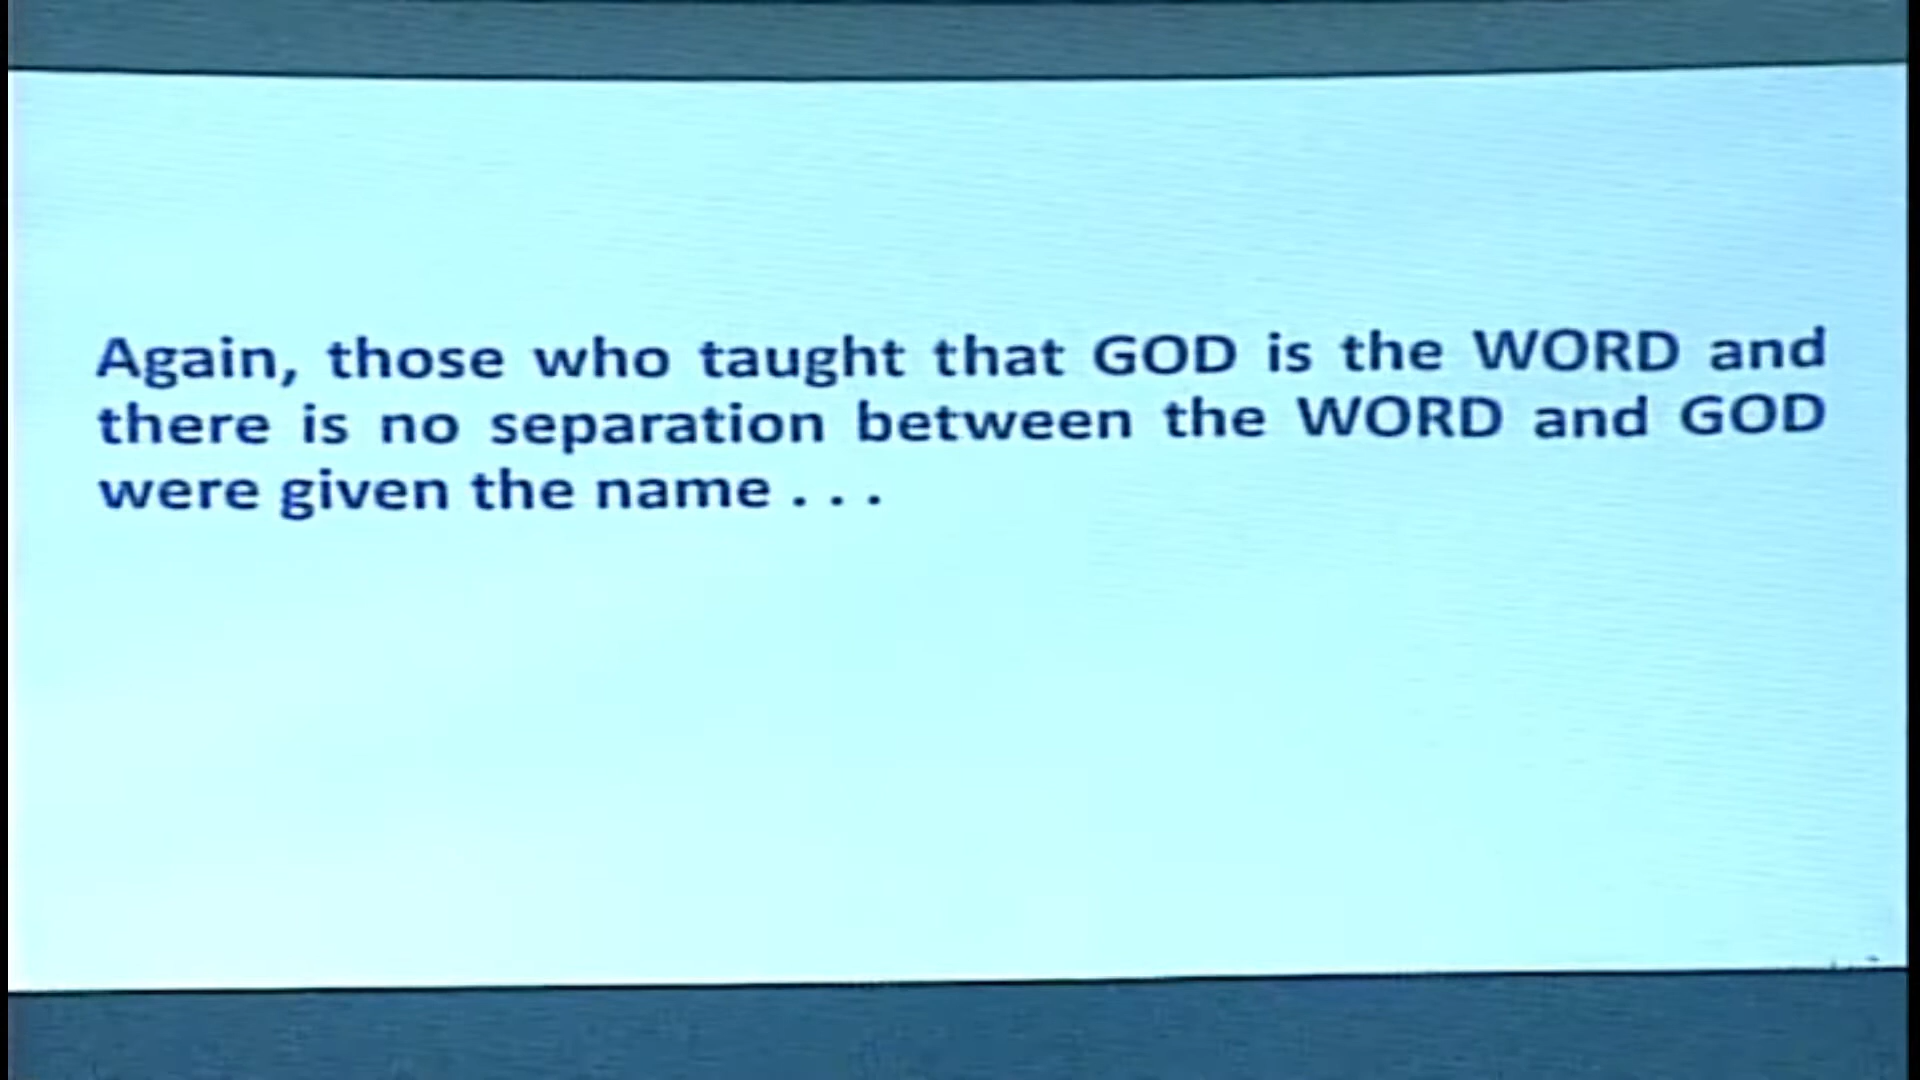 Again, those who taught that GOD is the WORD and
there is no separation between the WORD and GOD
were given the name . . .